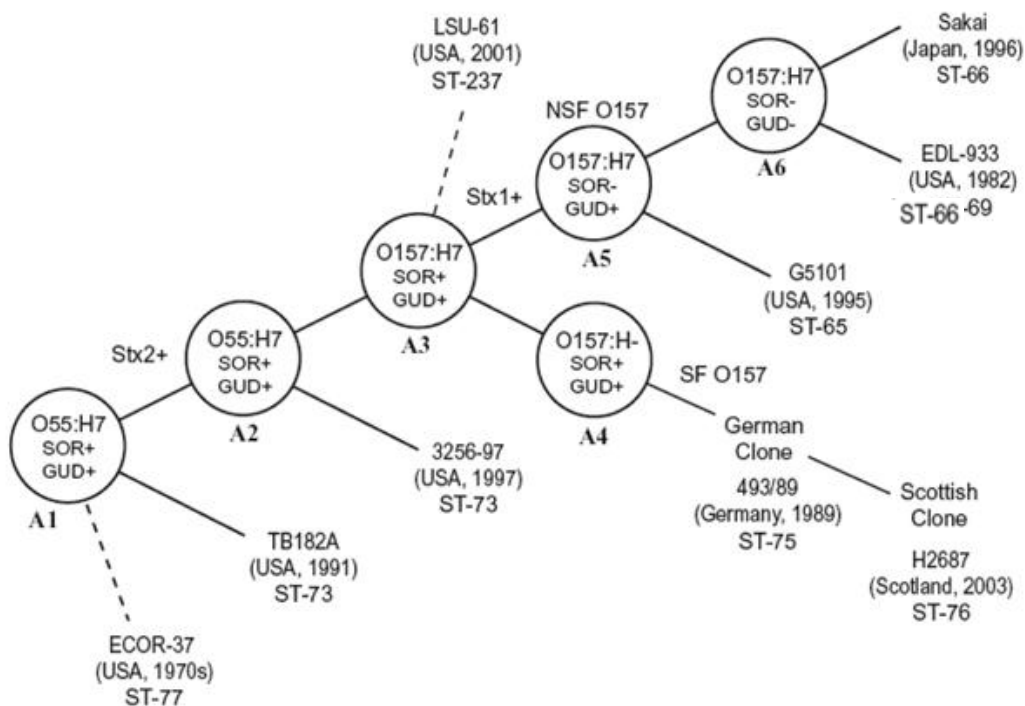 LSU-61
(USA, 2001)
ST-237
Sakai
(Japan, 1996)
ST-66
O157:H7
SOR-
GUD-
A6
NSF O157
O157:H7
SOR-
GUD+
A5
EDL-933
(USA, 1982)
ST-66 -69
Stx1+
O157:H7
SOR+
GUD+
A3
G5101
(USA, 1995)
ST-65
Stx2+
O55:H7
SOR+
GUD+
A2
O157:H-
SOR+
GUD+
A4
SF O157
German
Clone
493/89
(Germany, 1989)
ST-75
Scottish
Clone
H2687
(Scotland, 2003)
ST-76
O55:H7
SOR+
GUD+
A1
3256-97
(USA, 1997)
ST-73
TB182A
(USA, 1991)
ST-73
ECOR-37
(USA, 1970s)
ST-77